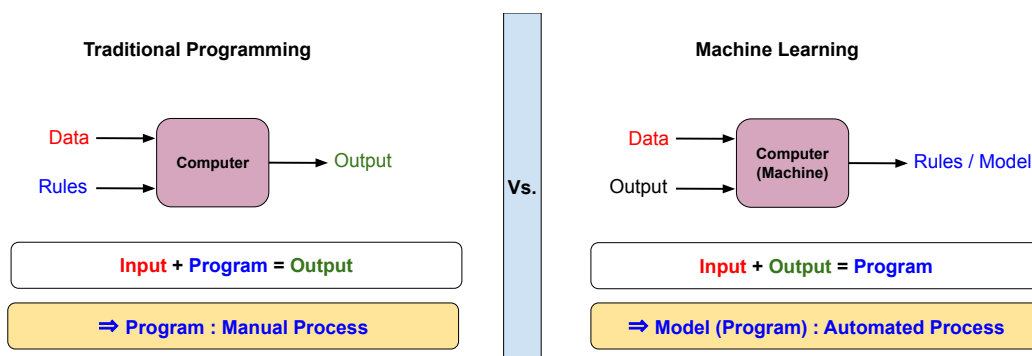 Traditional Programming
Data
Rules
Computer
Output
Input + Program = Output
⇒ Program : Manual Process
Vs.
Machine Learning
Data
Output
Computer
(Machine)
Rules / Model
Input + Output = Program
⇒ Model (Program) : Automated Process